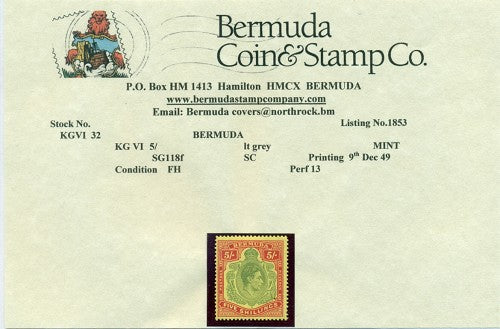 Bermuda
Coin&Stamp Co.
P.O. Box HM 1413 Hamilton HMCX BERMUDA
www.bermudastampcompany.com
Email: Bermuda covers@northrock.bm
Stock No. Listing No.1853
KGVI 32 BERMUDA
KG VI 5/ lt grey MINT
SG118f SC Printing 9th Dec 49
Condition FH Perf 13
BERMUDA
5/- 5/-
FIVE SHILLINGS